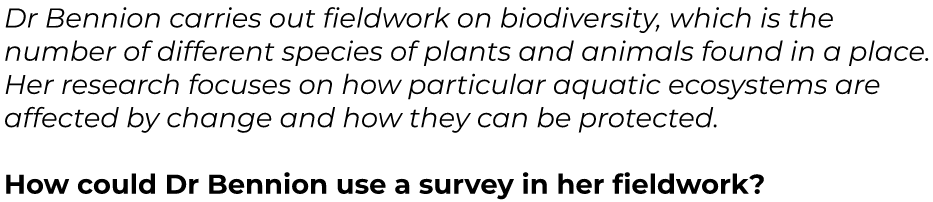 Dr Bennion carries out fieldwork on biodiversity, which is the
number of different species of plants and animals found in a place.
Her research focuses on how particular aquatic ecosystems are
affected by change and how they can be protected.
How could Dr Bennion use a survey in her fieldwork?